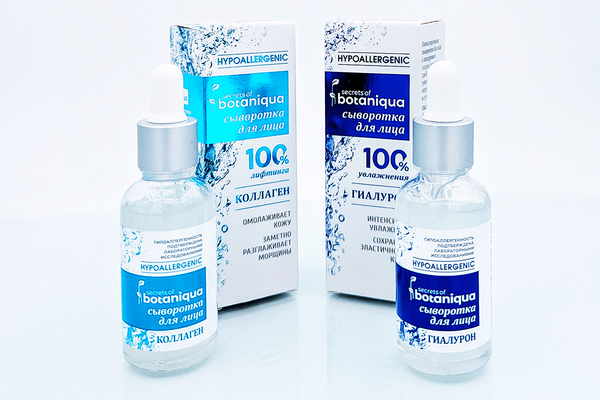 HYPOALLERGENIC
secrets of
botaniqua
сыворотка
для лица
100%
лифтинга
КОЛЛАГЕН
ОМОЛАЖИВАЕТ
КОЖУ
ЗАМЕТНО
РАЗГЛАЖИВАЕТ
МОРЩИНЫ
HYPOALLERGENIC
secrets of
botaniqua
сыворотка
для лица
100%
увлажнения
ГИАЛУРО
ГИПОАЛЛЕРГЕННОСТЬ
ПОДТВЕРЖДЕНА
ЛАБОРАТОРНЫМИ
ИССЛЕДОВАНИЯМИ
HYPOALLERGENIC
secrets of
botaniqua
сыворотка
для лица
КОЛЛАГЕН
ГИПОАЛЛЕРГЕННОСТЬ
ПОДТВЕРЖДЕНА
ЛАБОРАТОРНЫМИ
ИССЛЕДОВАНИЯМИ
HYPOALLERGENIC
secrets of
botaniqua
сыворотка
для лица
ГИАЛУРОН